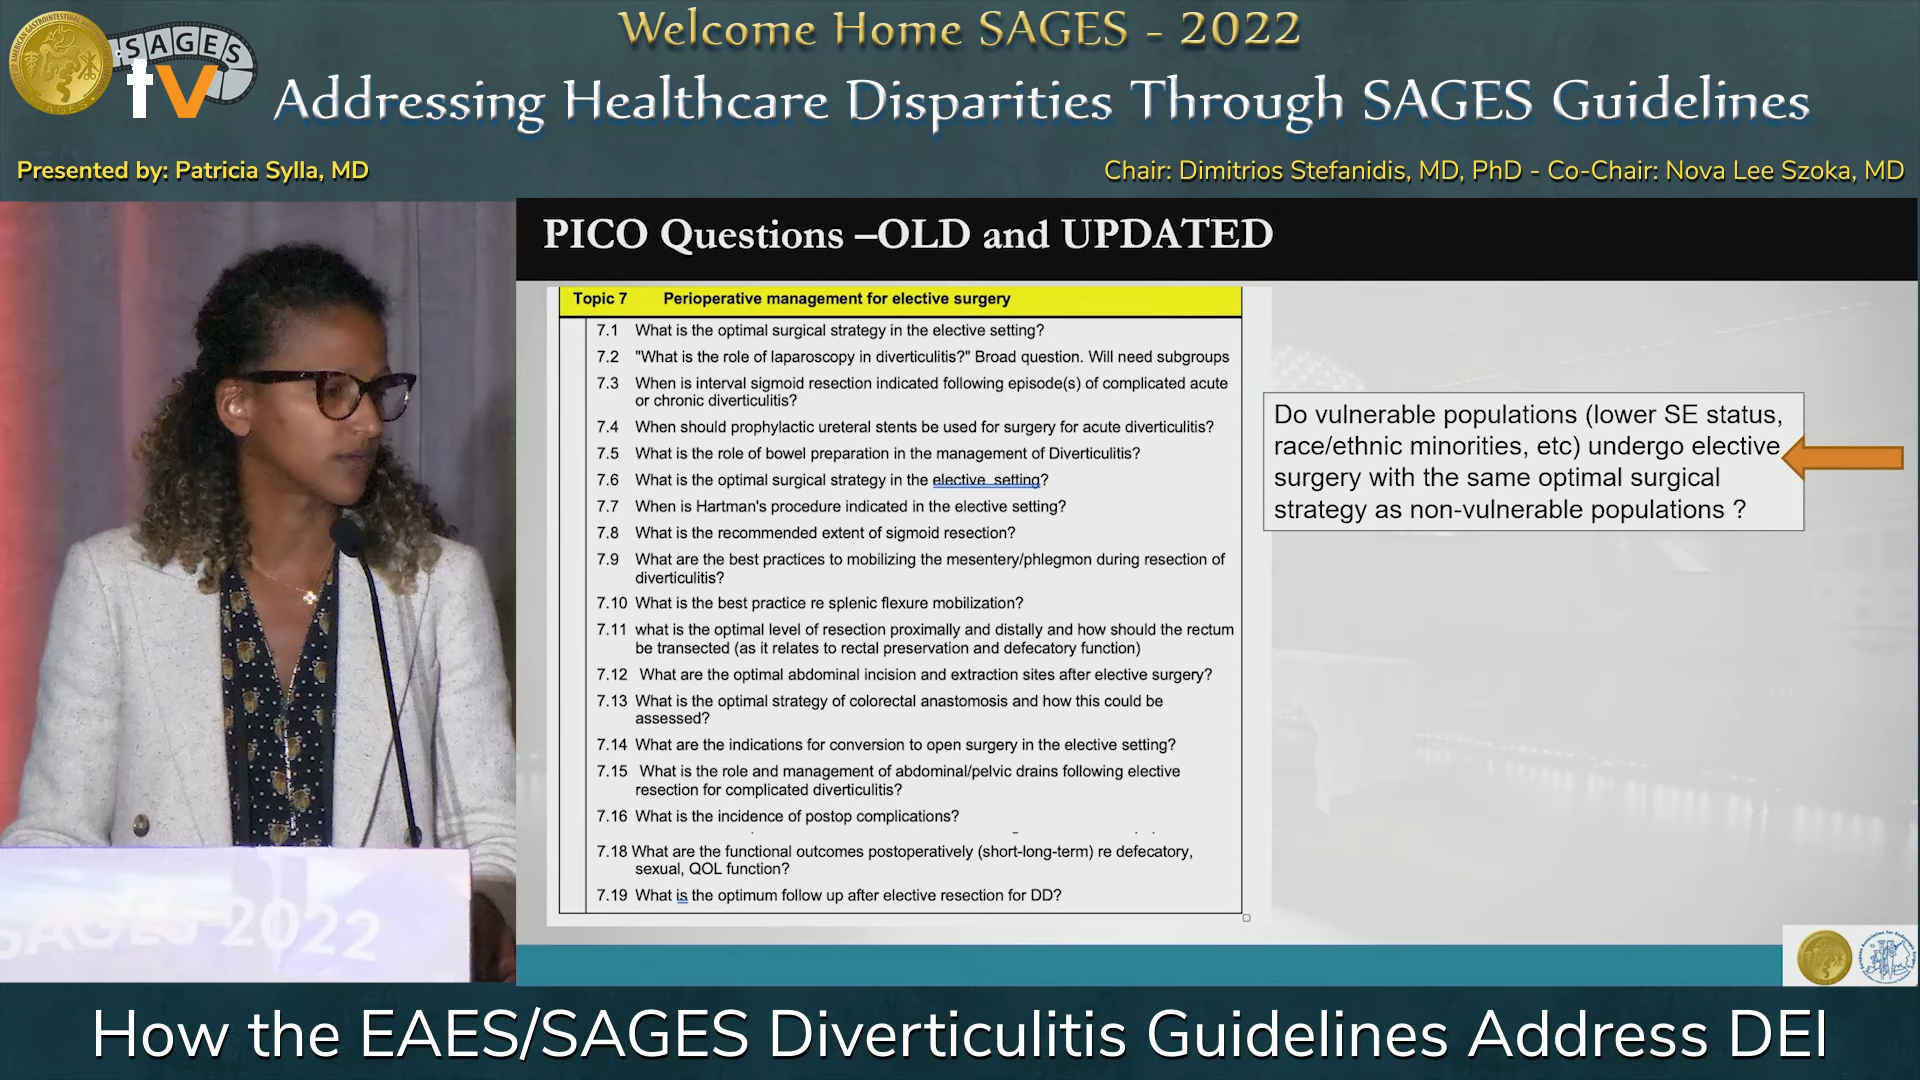 Welcome Home SAGES - 2022
SAGES
tv
Addressing Healthcare Disparities Through SAGES Guidelines
Presented by: Patricia Sylla, MD
Chair: Dimitrios Stefanidis, MD, PhD - Co-Chair: Nova Lee Szoka, MD
PICO Questions –OLD and UPDATED
Topic 7 Perioperative management for elective surgery
7.1 What is the optimal surgical strategy in the elective setting?
7.2 "What is the role of laparoscopy in diverticulitis?" Broad question. Will need subgroups
7.3 When is interval sigmoid resection indicated following episode(s) of complicated acute
or chronic diverticulitis?
7.4 When should prophylactic ureteral stents be used for surgery for acute diverticulitis?
7.5 What is the role of bowel preparation in the management of Diverticulitis?
7.6 What is the optimal surgical strategy in the elective setting?
7.7 When is Hartman's procedure indicated in the elective setting?
7.8 What is the recommended extent of sigmoid resection?
7.9 What are the best practices to mobilizing the mesentery/phlegmon during resection of
diverticulitis?
7.10 What is the best practice re splenic flexure mobilization?
7.11 what is the optimal level of resection proximally and distally and how should the rectum
be transected (as it relates to rectal preservation and defecatory function)
7.12 What are the optimal abdominal incision and extraction sites after elective surgery?
7.13 What is the optimal strategy of colorectal anastomosis and how this could be
assessed?
7.14 What are the indications for conversion to open surgery in the elective setting?
7.15 What is the role and management of abdominal/pelvic drains following elective
resection for complicated diverticulitis?
7.16 What is the incidence of postop complications?
7.18 What are the functional outcomes postoperatively (short-long-term) re defecatory,
sexual, QOL function?
7.19 What is the optimum follow up after elective resection for DD?
Do vulnerable populations (lower SE status,
race/ethnic minorities, etc) undergo elective
surgery with the same optimal surgical
strategy as non-vulnerable populations ?
SAGES 2022
How the EAES/SAGES Diverticulitis Guidelines Address DEI